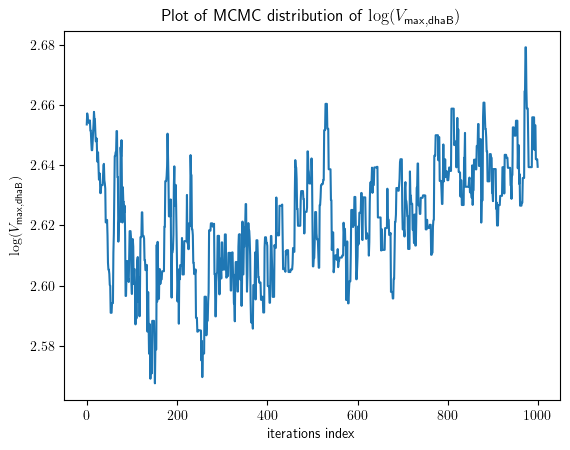 Plot of MCMC distribution of log(V_max,dhaB)
2.68
2.66
2.64
2.62
2.60
2.58
log(V_max,dhaB)
0 200 400 600 800 1000
iterations index